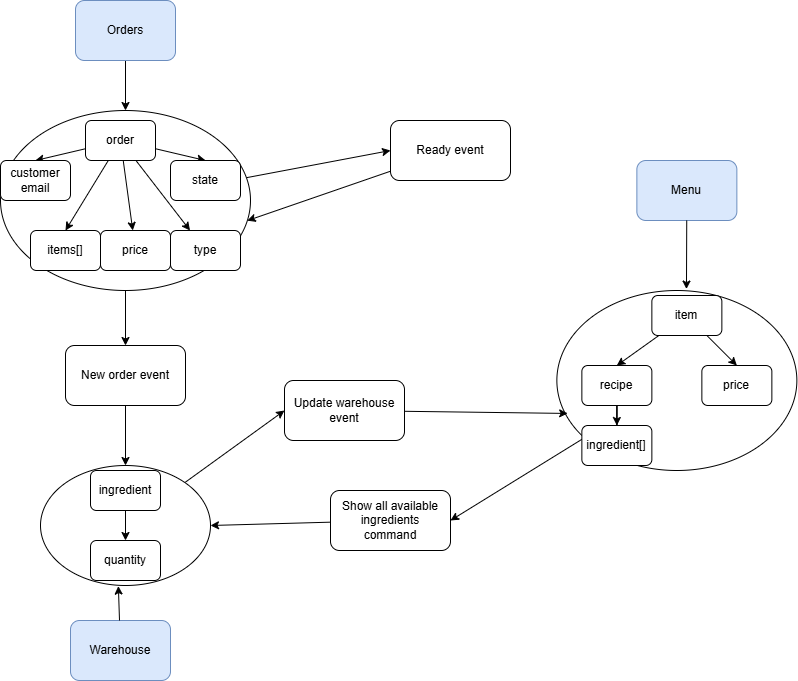 Orders
order
customer
email
state
items[]
price
type
Ready event
Menu
item
recipe
price
ingredient[]
New order event
Update warehouse
event
Show all available
ingredients
command
ingredient
quantity
Warehouse